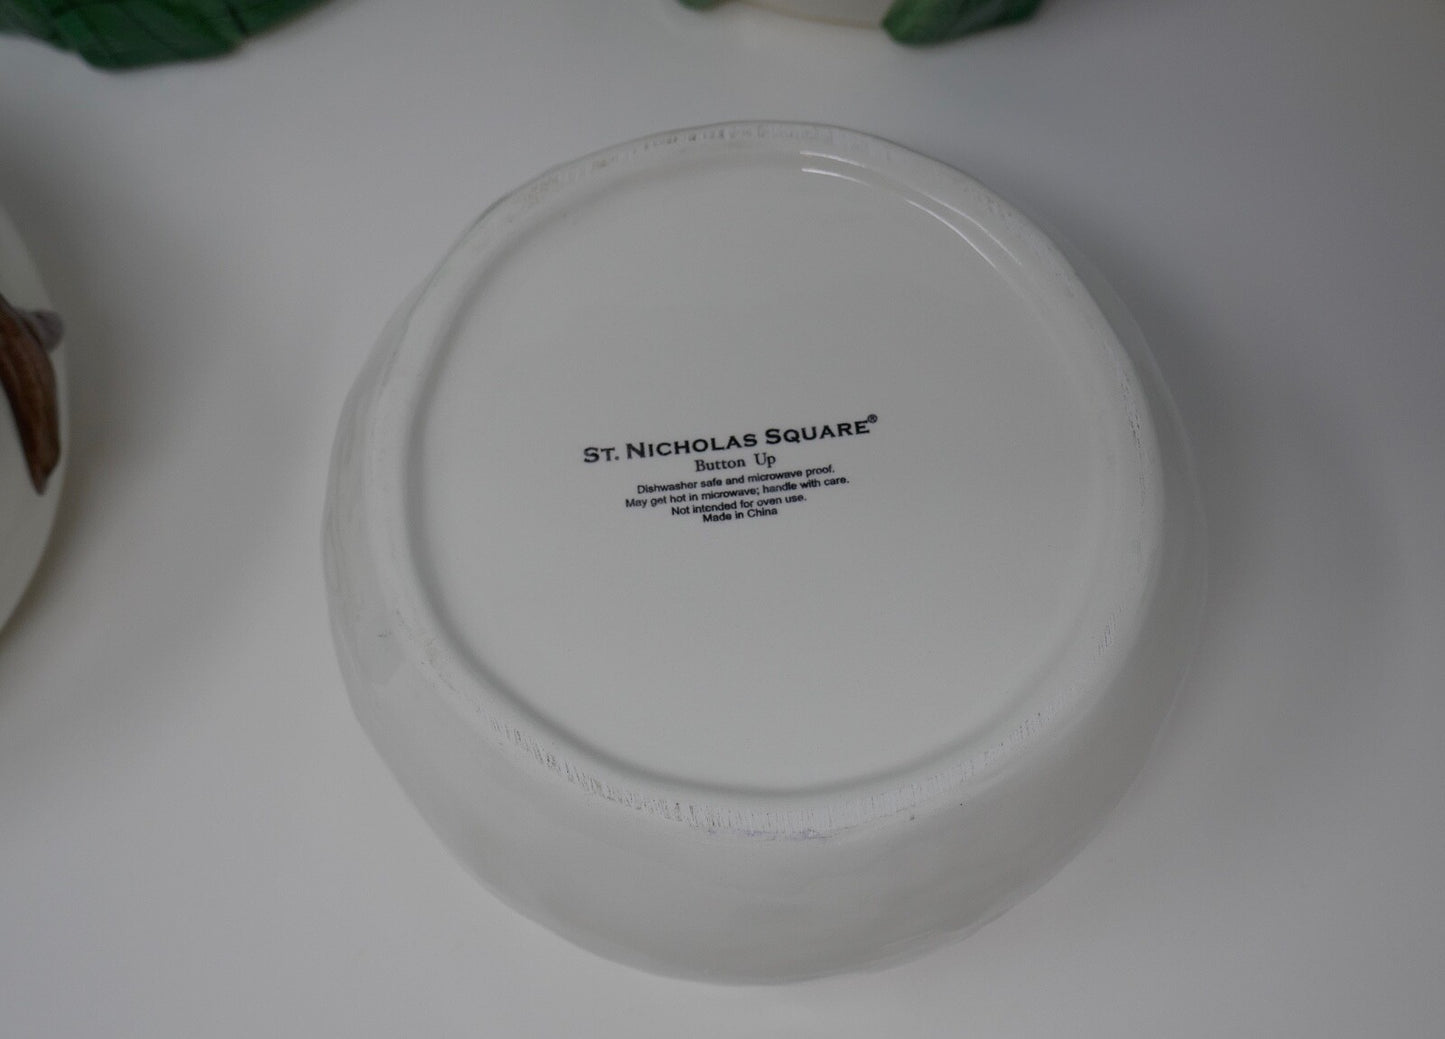 ST. NICHOLAS SQUARE®
Button Up
Dishwasher safe and microwave proof.
May get hot in microwave; handle with care.
Not intended for oven use.
Made in China